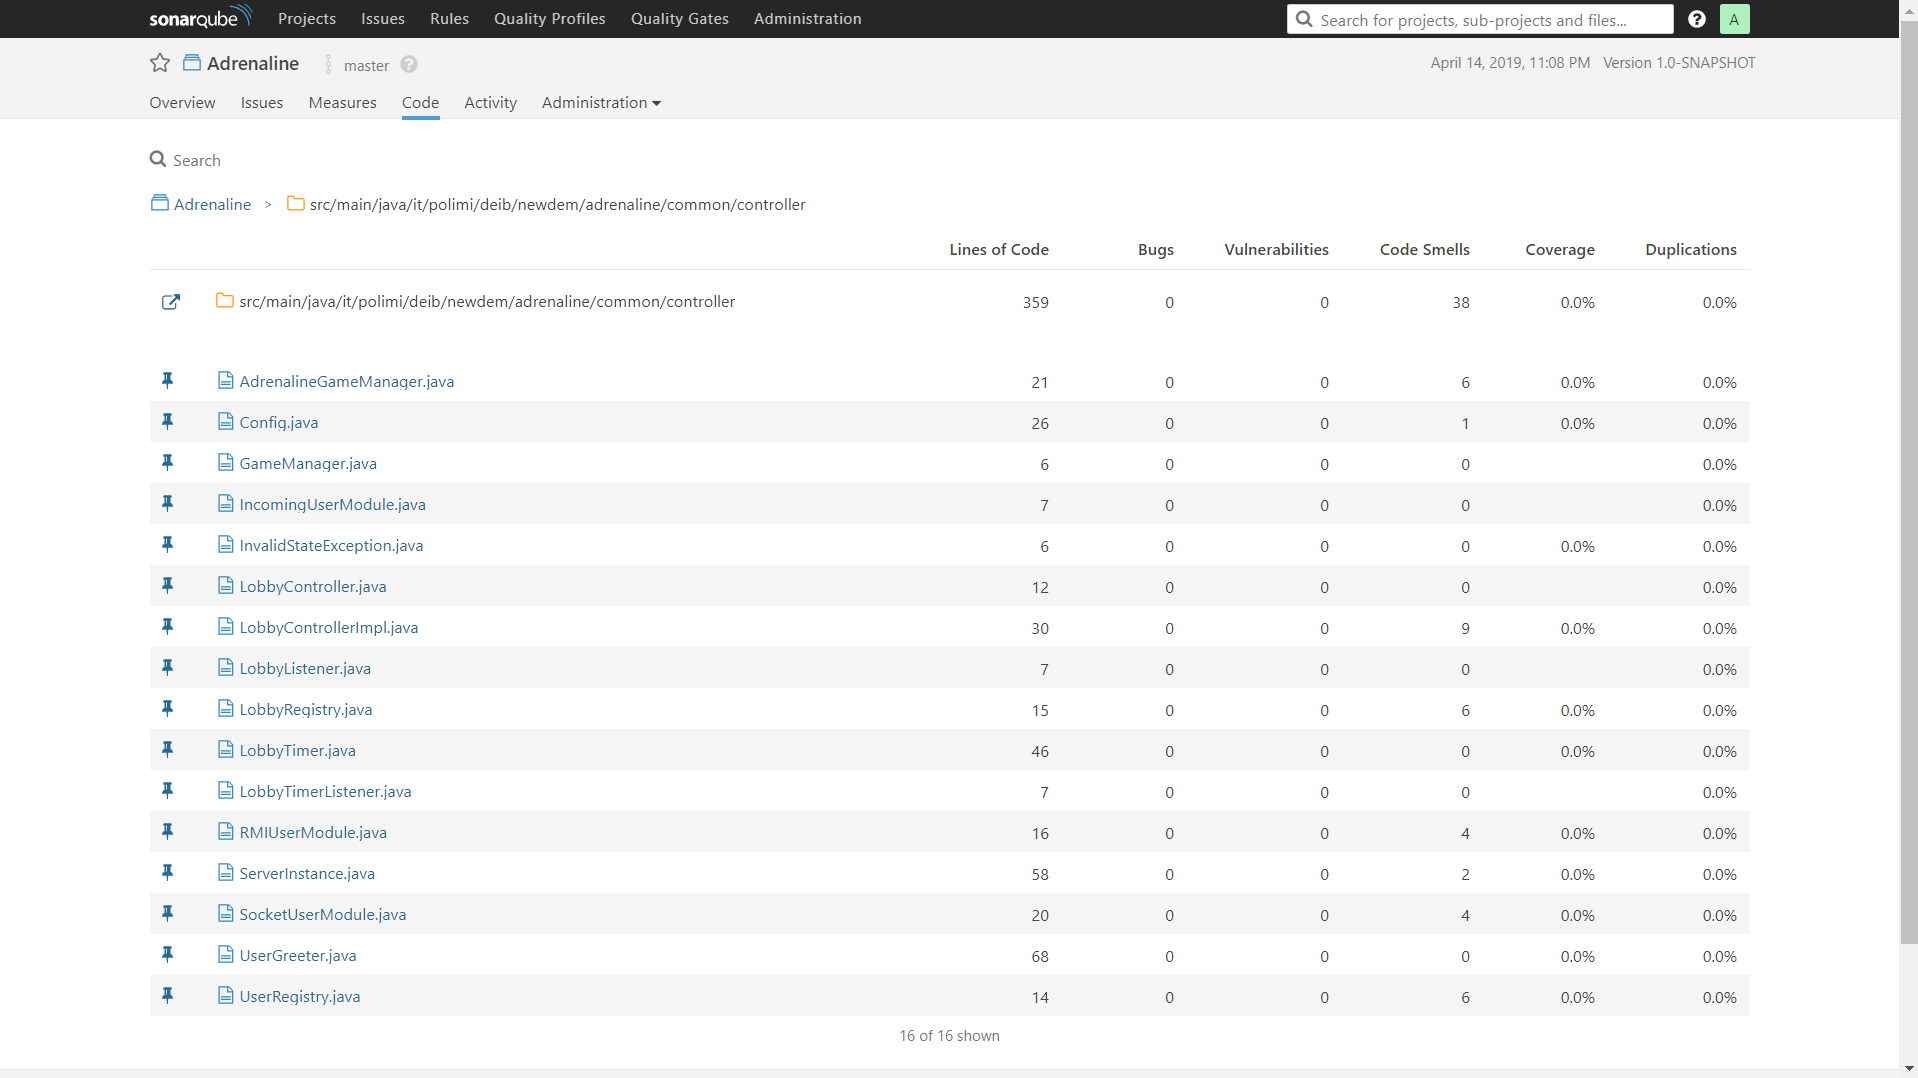 sonarqube Projects Issues Rules Quality Profiles Quality Gates Administration Search for projects, sub-projects and files... ? A
Adrenaline master ? April 14, 2019, 11:08 PM Version 1.0-SNAPSHOT
Overview Issues Measures Code Activity Administration
Search
Adrenaline > src/main/java/it/polimi/deib/newdem/adrenaline/common/controller
Lines of Code Bugs Vulnerabilities Code Smells Coverage Duplications
src/main/java/it/polimi/deib/newdem/adrenaline/common/controller 359 0 0 38 0.0% 0.0%
AdrenalineGameManager.java 21 0 0 6 0.0% 0.0%
Config.java 26 0 0 1 0.0% 0.0%
GameManager.java 6 0 0 0 0.0%
IncomingUserModule.java 7 0 0 0 0.0%
InvalidStateException.java 6 0 0 0 0.0% 0.0%
LobbyController.java 12 0 0 0 0.0%
LobbyControllerImpl.java 30 0 0 9 0.0% 0.0%
LobbyListener.java 7 0 0 0 0.0%
LobbyRegistry.java 15 0 0 6 0.0% 0.0%
LobbyTimer.java 46 0 0 0 0.0% 0.0%
LobbyTimerListener.java 7 0 0 0 0.0%
RMIUserModule.java 16 0 0 4 0.0% 0.0%
ServerInstance.java 58 0 0 2 0.0% 0.0%
SocketUserModule.java 20 0 0 4 0.0% 0.0%
UserGreeter.java 68 0 0 0 0.0% 0.0%
UserRegistry.java 14 0 0 6 0.0% 0.0%
16 of 16 shown